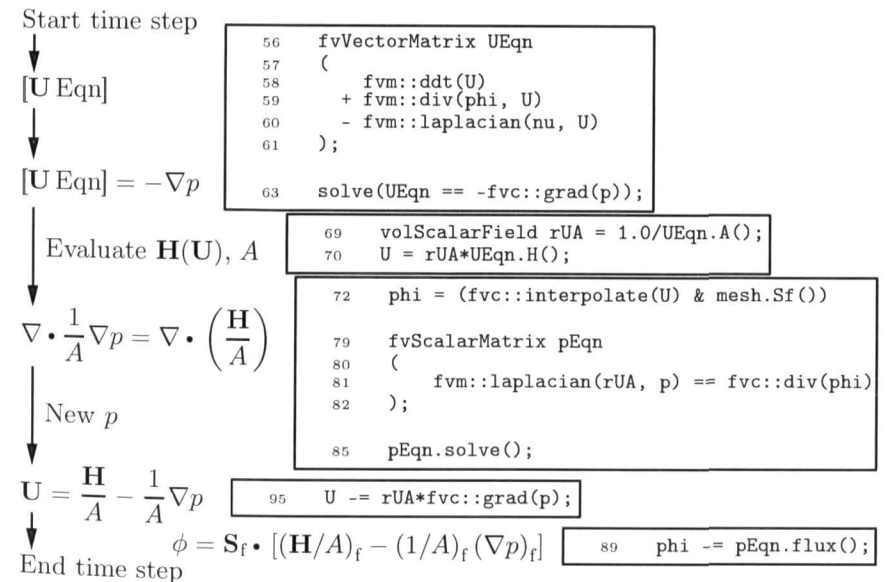 Start time step
56 fvVectorMatrix UEqn
57 (
58 fvm::ddt(U)
59 + fvm::div(phi, U)
60 - fvm::laplacian(nu, U)
61 );
63 solve(UEqn == -fvc::grad(p));
[U Eqn]
[U Eqn] = −∇p
Evaluate H(U), A
69 volScalarField rUA = 1.0/UEqn.A();
70 U = rUA*UEqn.H();
72 phi = (fvc::interpolate(U) & mesh.Sf())
79 fvScalarMatrix pEqn
80 (
81 fvm::laplacian(rUA, p) == fvc::div(phi)
82 );
85 pEqn.solve();
∇ • 1/A ∇p = ∇ • (H/A)
New p
U = H/A − 1/A ∇p
95 U -= rUA*fvc::grad(p);
ϕ = S_f • [(H/A)_f − (1/A)_f (∇p)_f]
89 phi -= pEqn.flux();
End time step